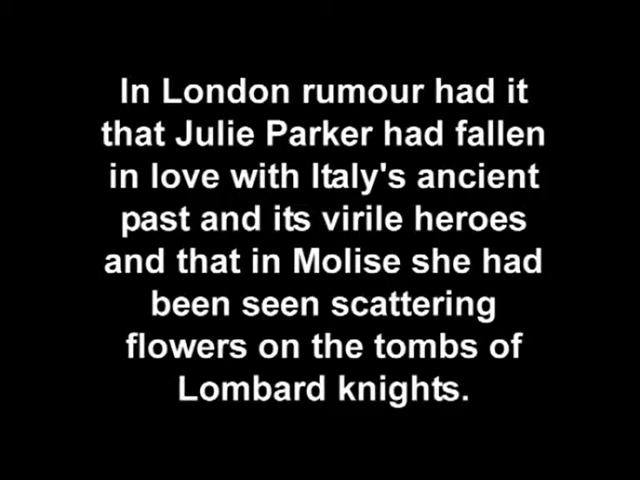 In London rumour had it
that Julie Parker had fallen
in love with Italy's ancient
past and its virile heroes
and that in Molise she had
been seen scattering
flowers on the tombs of
Lombard knights.